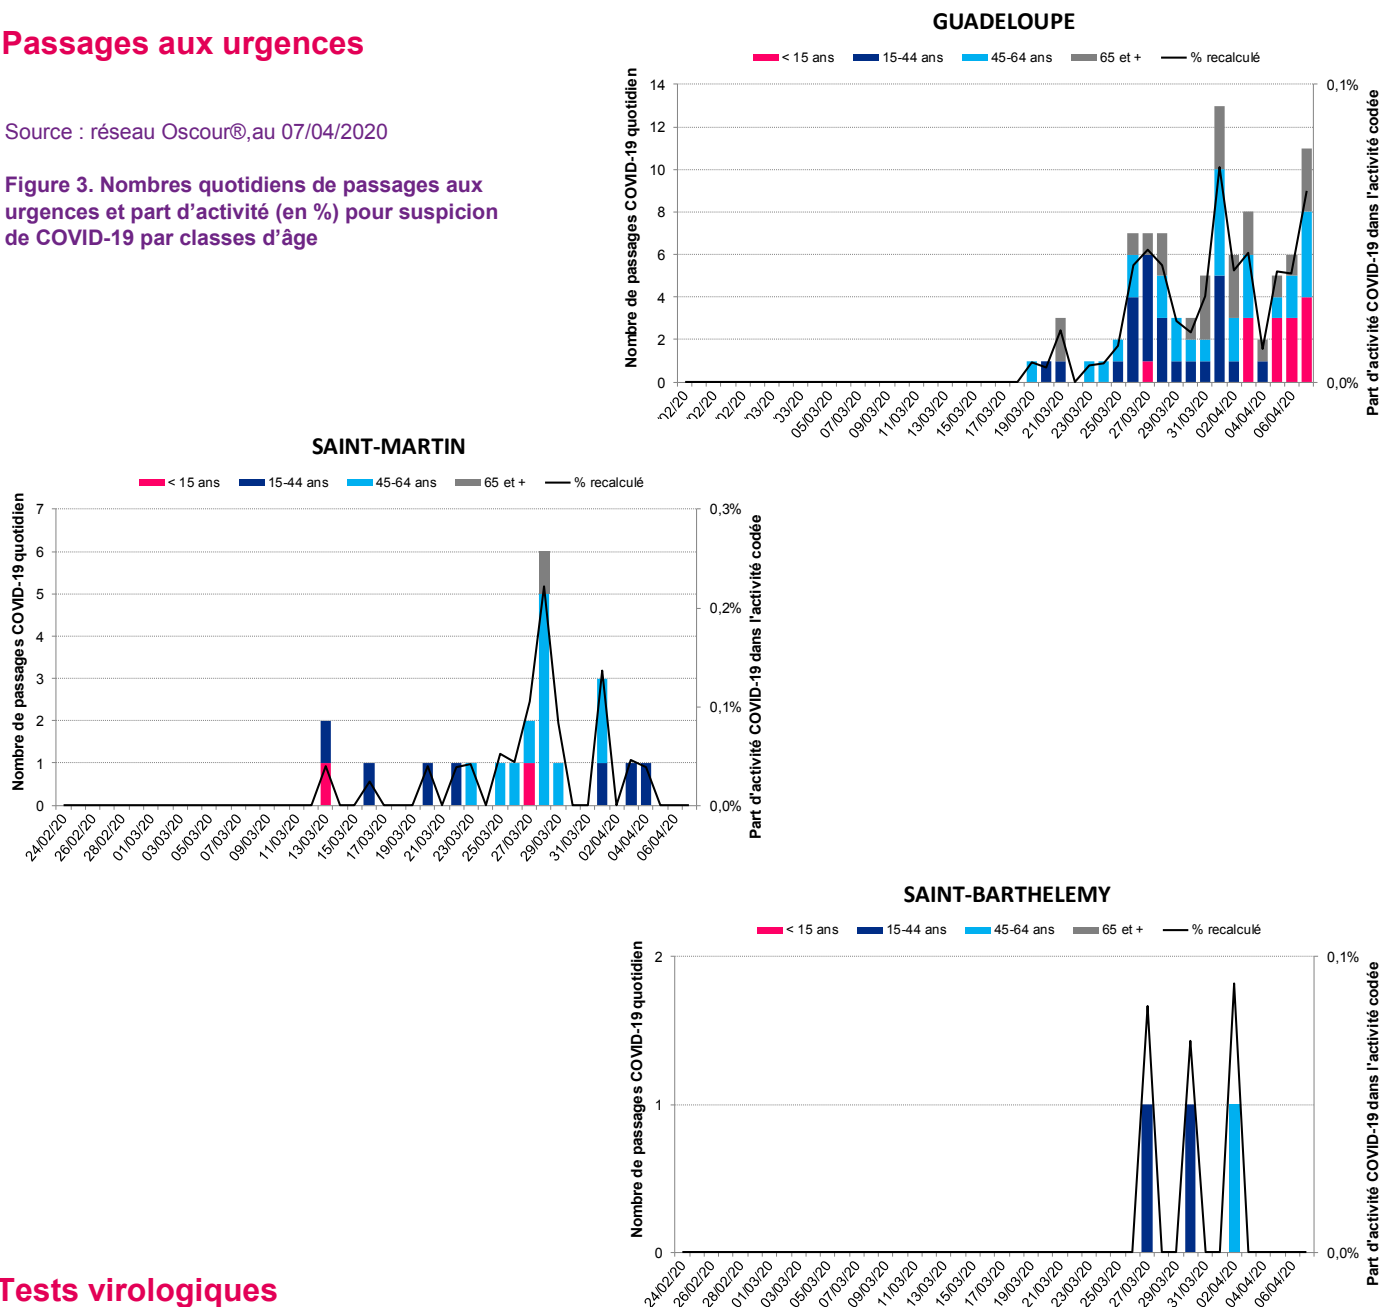 Passages aux urgences
Source : réseau Oscour®,au 07/04/2020
Figure 3. Nombres quotidiens de passages aux
urgences et part d'activité (en %) pour suspicion
de COVID-19 par classes d'âge
GUADELOUPE
< 15 ans 15-44 ans 45-64 ans 65 et + % recalculé
Nombre de passages COVID-19 quotidien
14
12
10
8
6
4
2
0
0,1%
0,0%
Part d'activité COVID-19 dans l'activité codée
05/03/20 07/03/20 09/03/20 11/03/20 13/03/20 15/03/20 17/03/20 19/03/20 21/03/20 23/03/20 25/03/20 27/03/20 29/03/20 31/03/20 02/04/20 04/04/20 06/04/20
SAINT-MARTIN
< 15 ans 15-44 ans 45-64 ans 65 et + % recalculé
Nombre de passages COVID-19 quotidien
7
6
5
4
3
2
1
0
0,3%
0,2%
0,1%
0,0%
Part d'activité COVID-19 dans l'activité codée
24/02/20 26/02/20 28/02/20 01/03/20 03/03/20 05/03/20 07/03/20 09/03/20 11/03/20 13/03/20 15/03/20 17/03/20 19/03/20 21/03/20 23/03/20 25/03/20 27/03/20 29/03/20 31/03/20 02/04/20 04/04/20 06/04/20
SAINT-BARTHELEMY
< 15 ans 15-44 ans 45-64 ans 65 et + % recalculé
Nombre de passages COVID-19 quotidien
2
1
0
0,1%
0,0%
Part d'activité COVID-19 dans l'activité codée
24/02/20 26/02/20 28/02/20 01/03/20 03/03/20 05/03/20 07/03/20 09/03/20 11/03/20 13/03/20 15/03/20 17/03/20 19/03/20 21/03/20 23/03/20 25/03/20 27/03/20 29/03/20 31/03/20 02/04/20 04/04/20 06/04/20
Tests virologiques